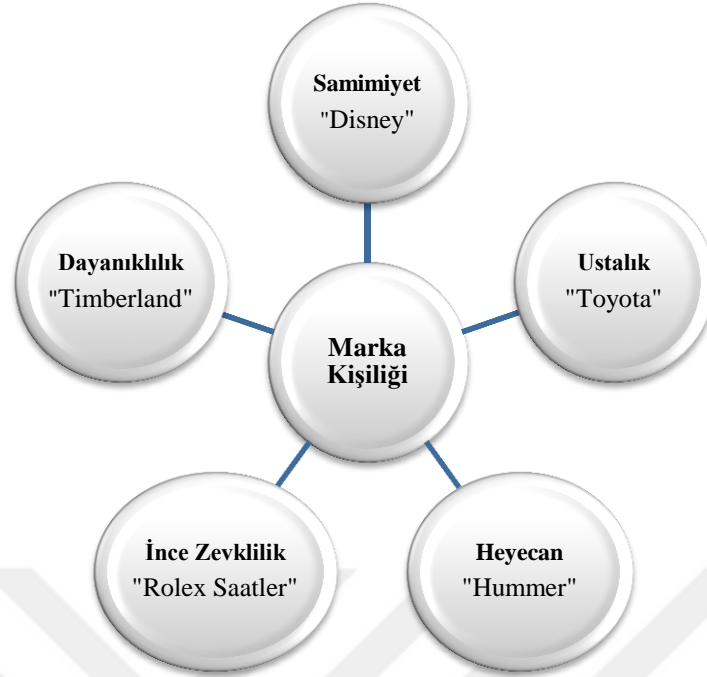 Samimiyet
"Disney"
Dayanıklılık
"Timberland"
Ustalık
"Toyota"
Marka
Kişiliği
İnce Zevklilik
"Rolex Saatler"
Heyecan
"Hummer"